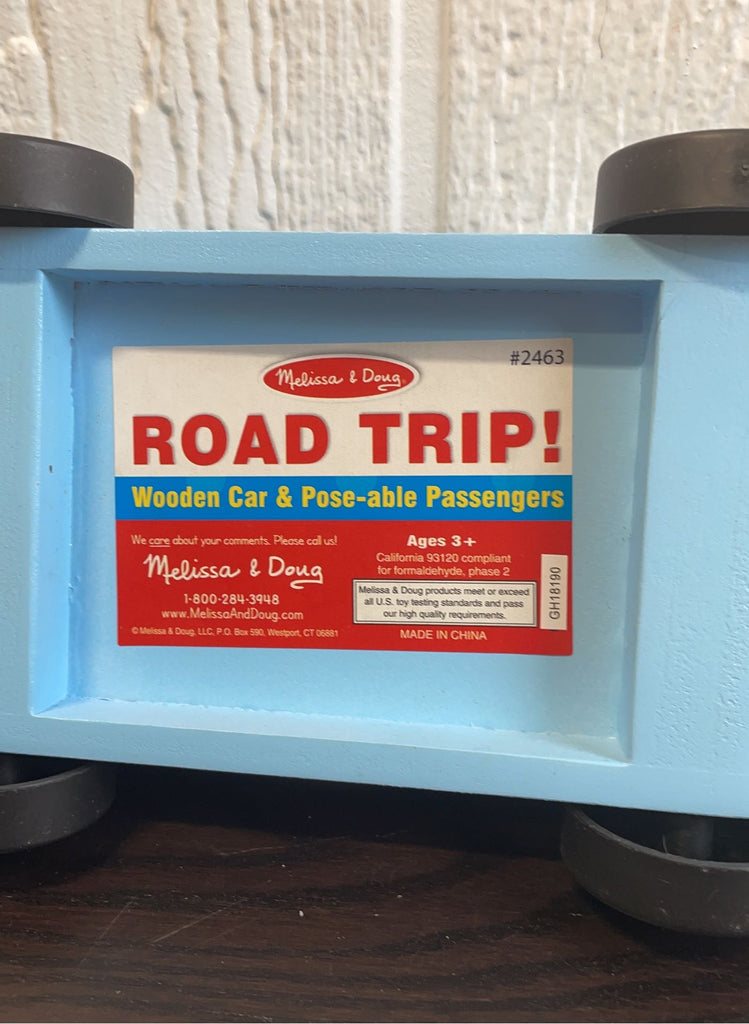 #2463
Melissa & Doug®
ROAD TRIP!
Wooden Car & Pose-able Passengers
We care about your comments. Please call us!
Melissa & Doug
1-800-284-3948
www.MelissaAndDoug.com
© Melissa & Doug, LLC, P.O. Box 590, Westport, CT 06881
Ages 3+
California 93120 compliant
for formaldehyde, phase 2
Melissa & Doug products meet or exceed
all U.S. toy testing standards and pass
our high quality requirements.
MADE IN CHINA
GH18190